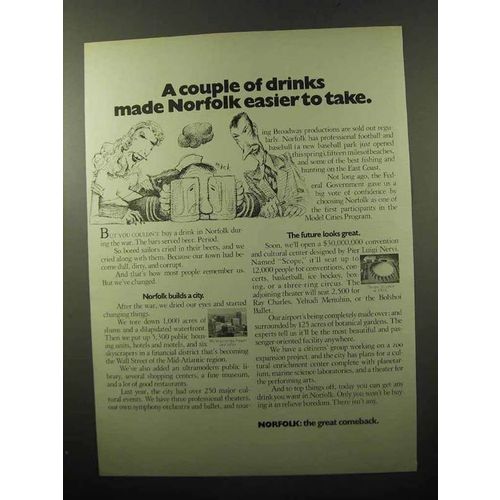 A couple of drinks
made Norfolk easier to take.
BUT YOU COULDN'T buy a drink in Norfolk dur-
ing the war. The bars served beer. Period.
So bored sailors cried in their beers, and we
cried along with them. Because our town had be-
come dull, dirty, and corrupt.
And that's how most people remember us.
But we've changed.
Norfolk builds a city.
After the war, we dried our eyes and started
changing things.
We tore down 1,000 acres of
slums and a dilapidated waterfront.
Then we put up 3,500 public hous-
ing units, hotels and motels, and six
skyscrapers in a financial district that's becoming
the Wall Street of the Mid-Atlantic region.
We've also added an ultramodern public li-
brary, several shopping centers, a fine museum,
and a lot of good restaurants.
Last year, the city had over 250 major cul-
tural events. We have three professional theaters,
our own symphony orchestra and ballet, and tour-
ing Broadway productions are sold out regu-
larly. Norfolk has professional football and
baseball (a new baseball park just opened
this spring), fifteen miles of beaches,
and some of the best fishing and
hunting on the East Coast.
Not long ago, the Fed-
eral Government gave us a
big vote of confidence by
choosing Norfolk as one
of the first participants in the
Model Cities Program.
The future looks great.
Soon, we'll open a $30,000,000 convention
and cultural center designed by Pier Luigi Nervi.
Named "Scope," it'll seat up to
12,000 people for conventions, con-
certs, basketball, ice hockey, box-
ing, or a three-ring circus. The
adjoining theater will seat 2,500 for
Ray Charles, Yehudi Menuhin, or the Bolshoi
Ballet.
Our airport's being completely made over; and
surrounded by 125 acres of botanical gardens. The
experts tell us it'll be the most beautiful and pas-
senger-oriented facility anywhere.
We have a citizens' group working on a zoo
expansion project, and the city has plans for a cul-
tural enrichment center complete with planetar-
ium, marine science laboratories, and a theater for
the performing arts.
And to top things off, today you can get any
drink you want in Norfolk. Only you won't be buy-
ing it to relieve boredom. There isn't any.
NORFOLK: the great comeback.